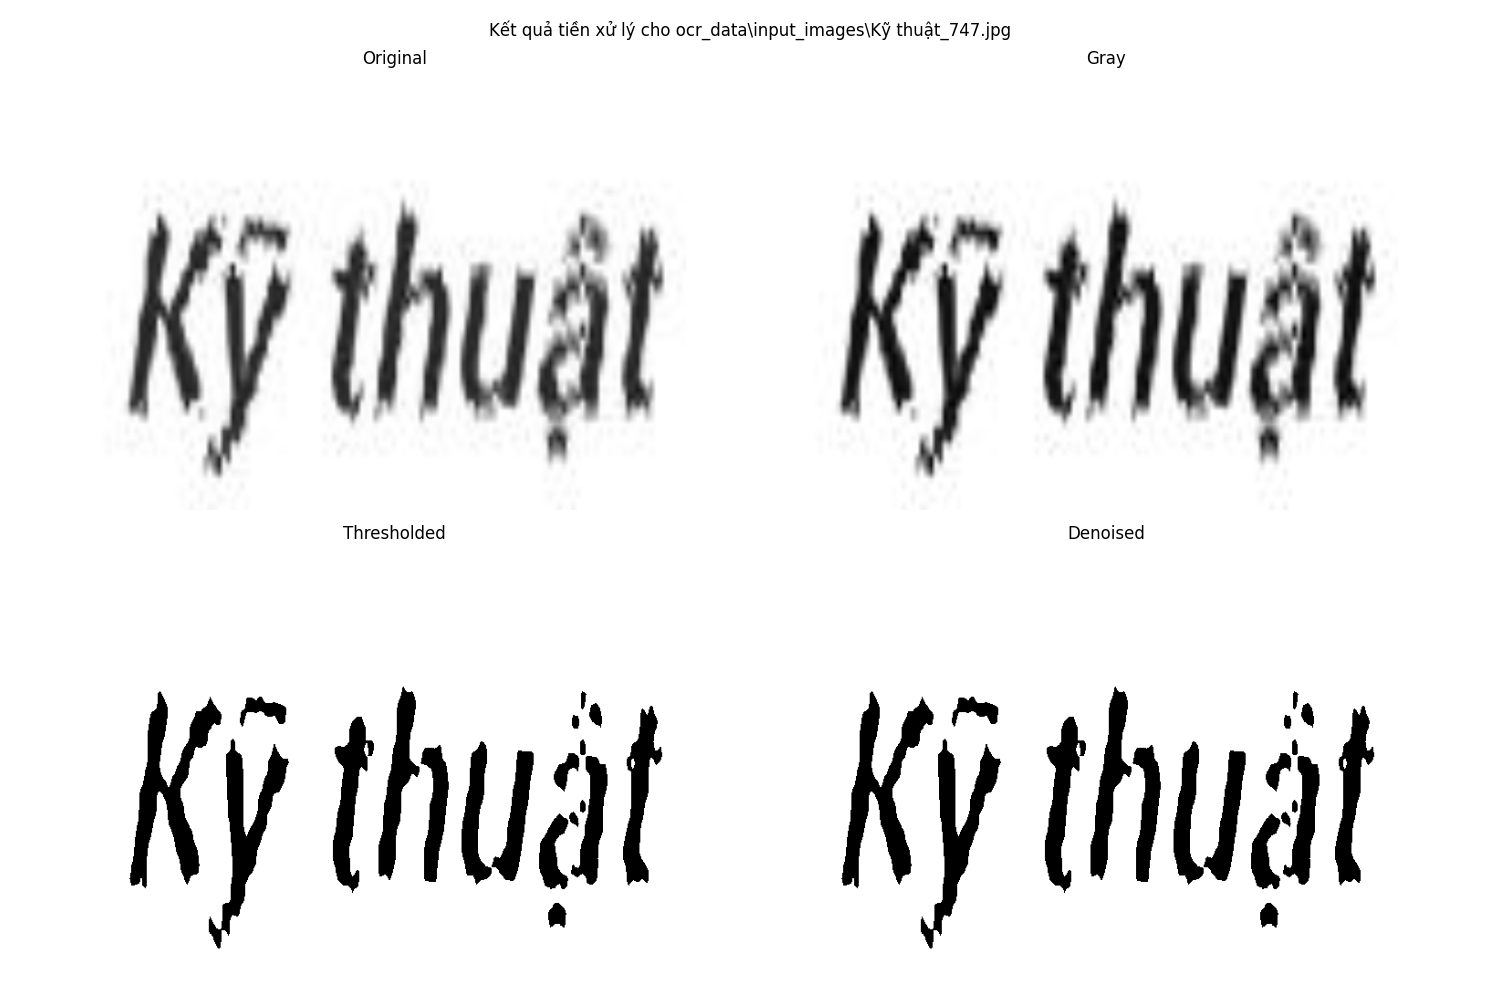 Kết quả tiền xử lý cho ocr_data\input_images\Kỹ thuật_747.jpg
Original
Gray
Kỹ thuật
Kỹ thuật
Thresholded
Denoised
Kỹ thuật
Kỹ thuật